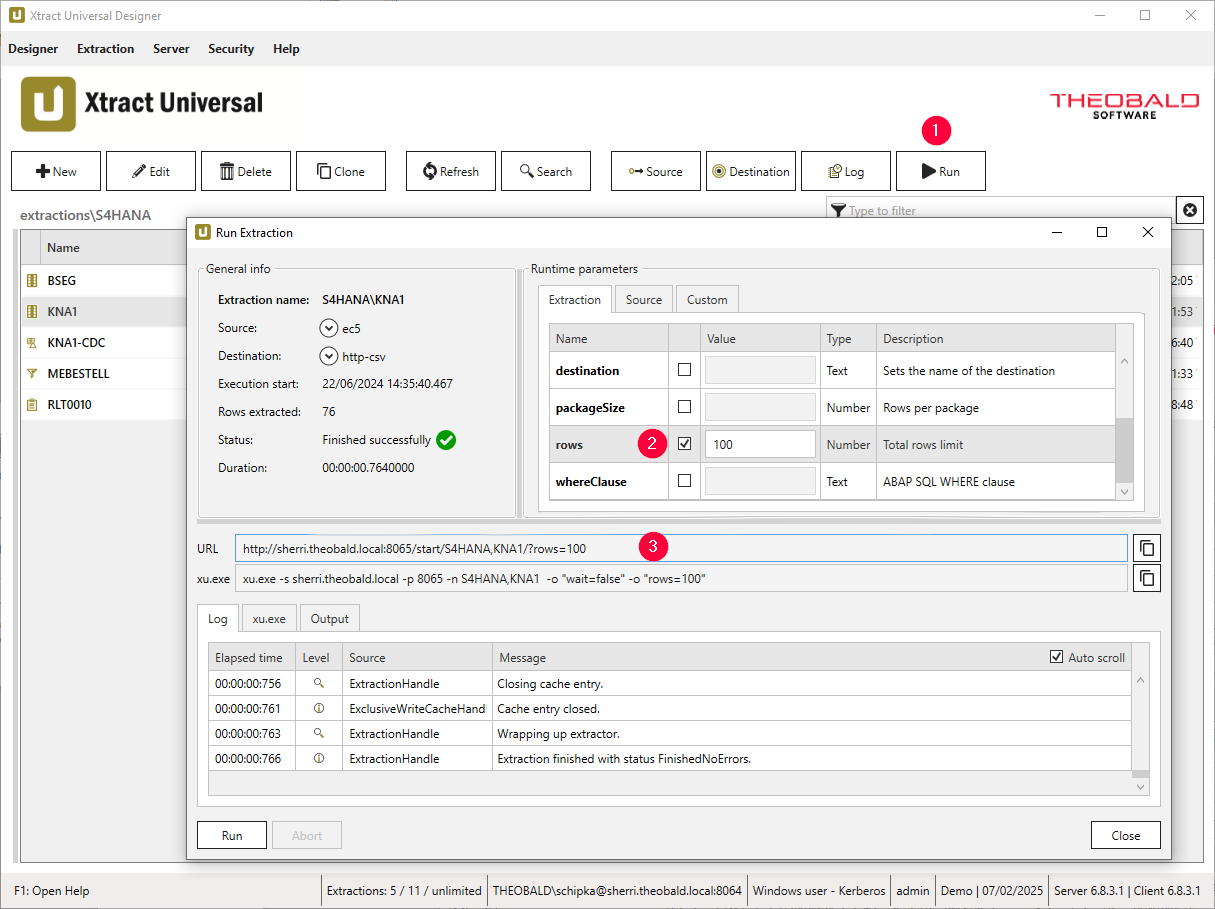 Xtract Universal Designer
Designer Extraction Server Security Help
Xtract Universal
THEOBALD
SOFTWARE
1
New Edit Delete Clone Refresh Search Source Destination Log Run
extractions\S4HANA
Type to filter
Name
BSEG 2:05
KNA1 1:53
KNA1-CDC 6:40
MEBESTELL 1:33
RLT0010 8:48
Run Extraction
General info
Extraction name: S4HANA\KNA1
Source: ec5
Destination: http-csv
Execution start: 22/06/2024 14:35:40.467
Rows extracted: 76
Status: Finished successfully
Duration: 00:00:00.7640000
Runtime parameters
Extraction Source Custom
Name Value Type Description
destination Text Sets the name of the destination
packageSize Number Rows per package
rows 2 100 Number Total rows limit
whereClause Text ABAP SQL WHERE clause
URL http://sherri.theobald.local:8065/start/S4HANA,KNA1/?rows=100 3
xu.exe xu.exe -s sherri.theobald.local -p 8065 -n S4HANA,KNA1 -o "wait=false" -o "rows=100"
Log xu.exe Output
Elapsed time Level Source Message Auto scroll
00:00:00:756 ExtractionHandle Closing cache entry.
00:00:00:761 ExclusiveWriteCacheHandl Cache entry closed.
00:00:00:763 ExtractionHandle Wrapping up extractor.
00:00:00:766 ExtractionHandle Extraction finished with status FinishedNoErrors.
Run Abort Close
F1: Open Help Extractions: 5 / 11 / unlimited THEOBALD\schipka@sherri.theobald.local:8064 Windows user - Kerberos admin Demo | 07/02/2025 Server 6.8.3.1 | Client 6.8.3.1